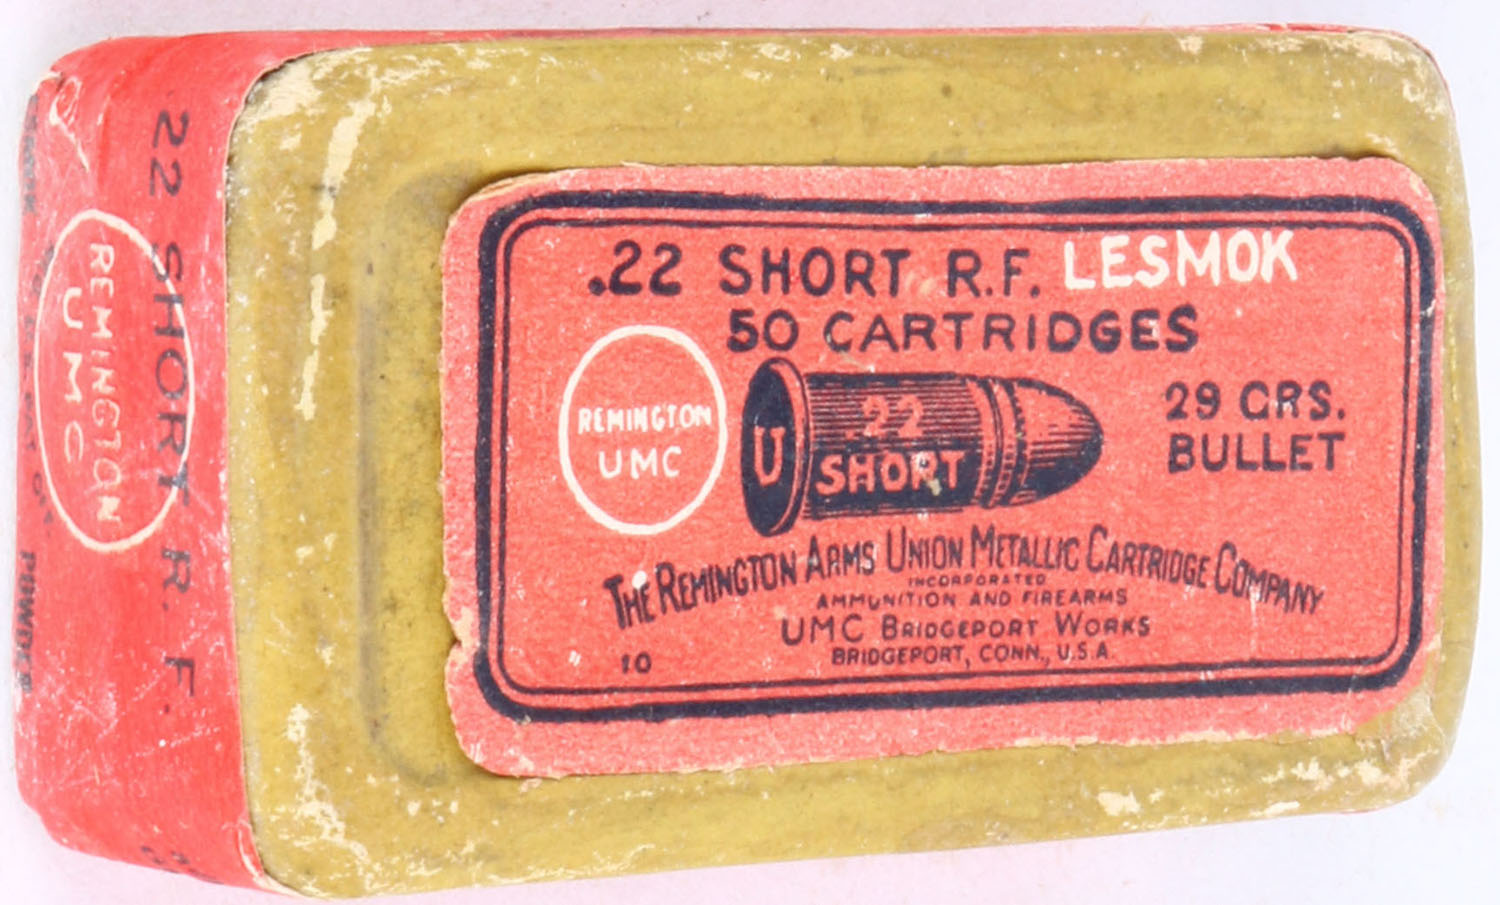 .22 SHORT R.F. LESMOK
50 CARTRIDGES
REMINGTON
UMC
U
.22
SHORT
29 GRS.
BULLET
THE REMINGTON ARMS UNION METALLIC CARTRIDGE COMPANY
INCORPORATED
AMMUNITION AND FIREARMS
UMC BRIDGEPORT WORKS
BRIDGEPORT, CONN., U.S.A.
10
.22 SHORT R. F.
REMINGTON
UMC
POWDER